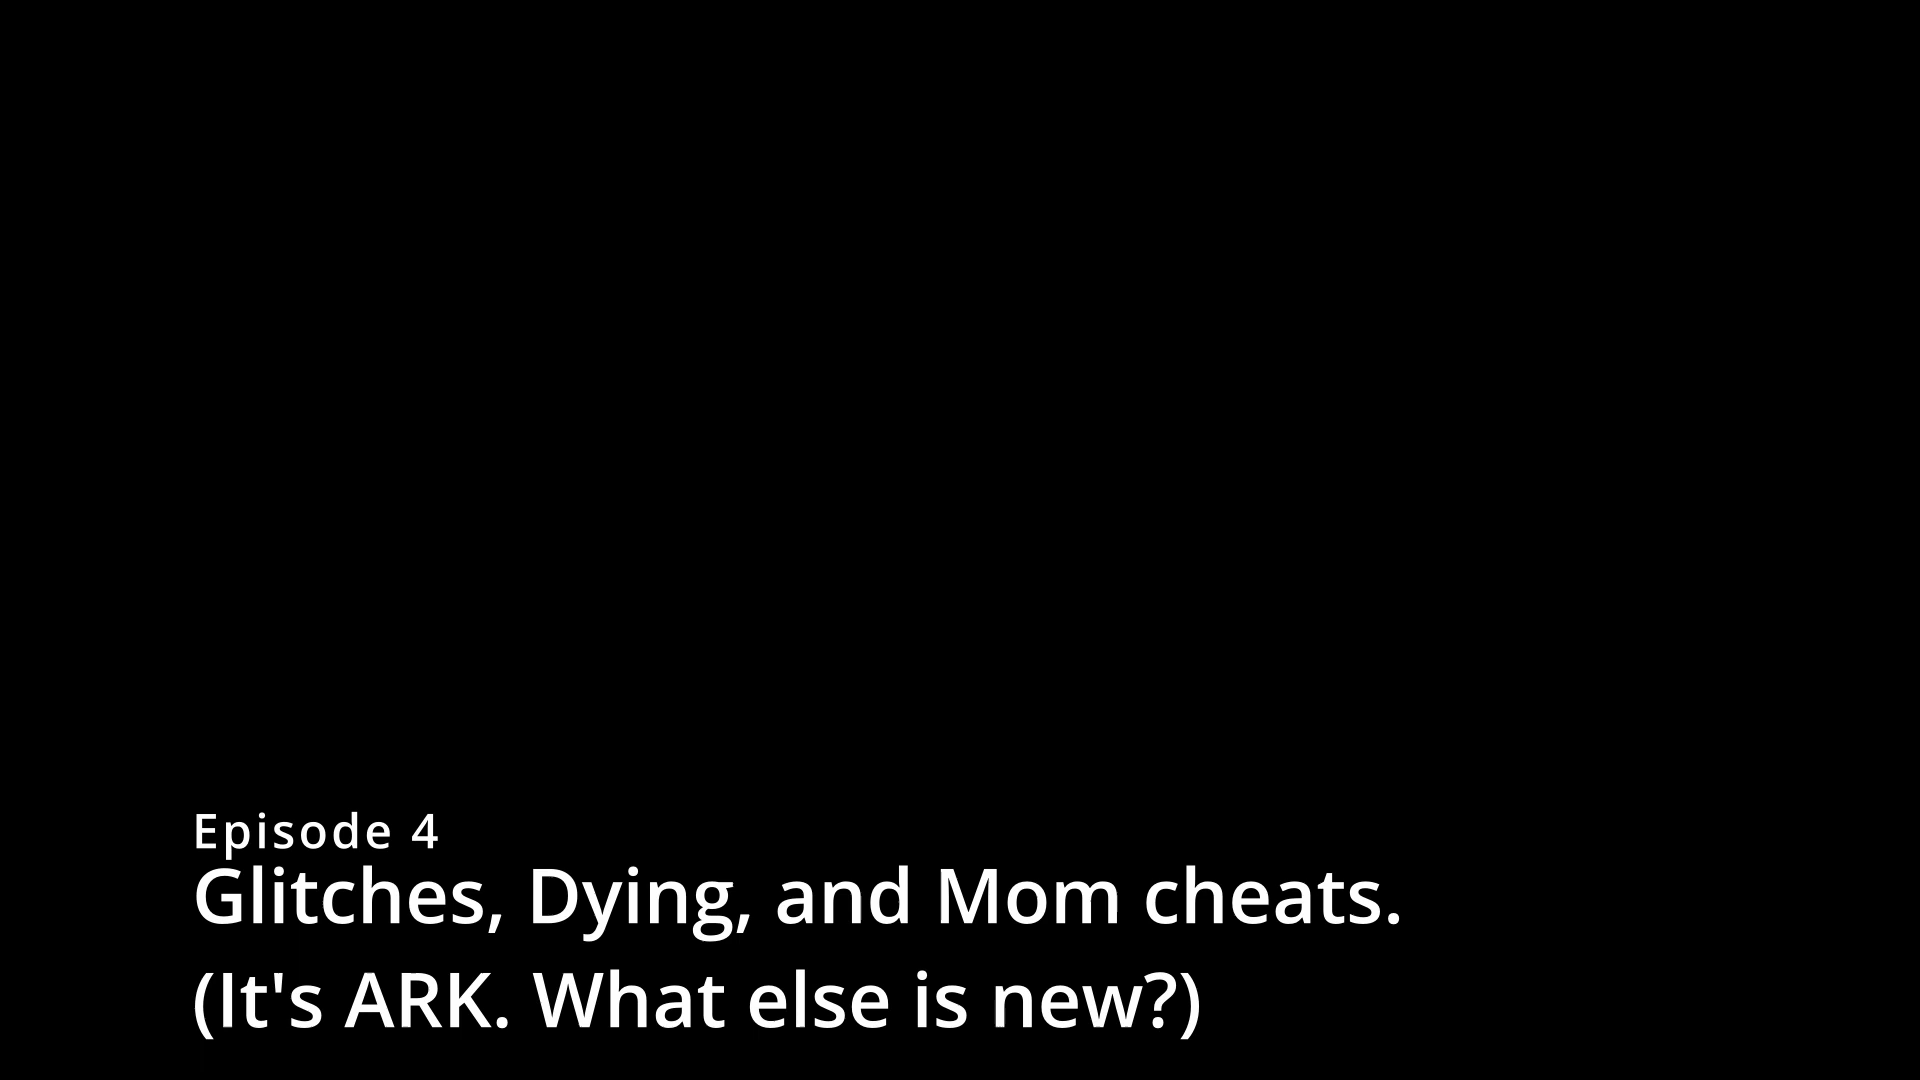 Episode 4
Glitches, Dying, and Mom cheats.
(It's ARK. What else is new?)